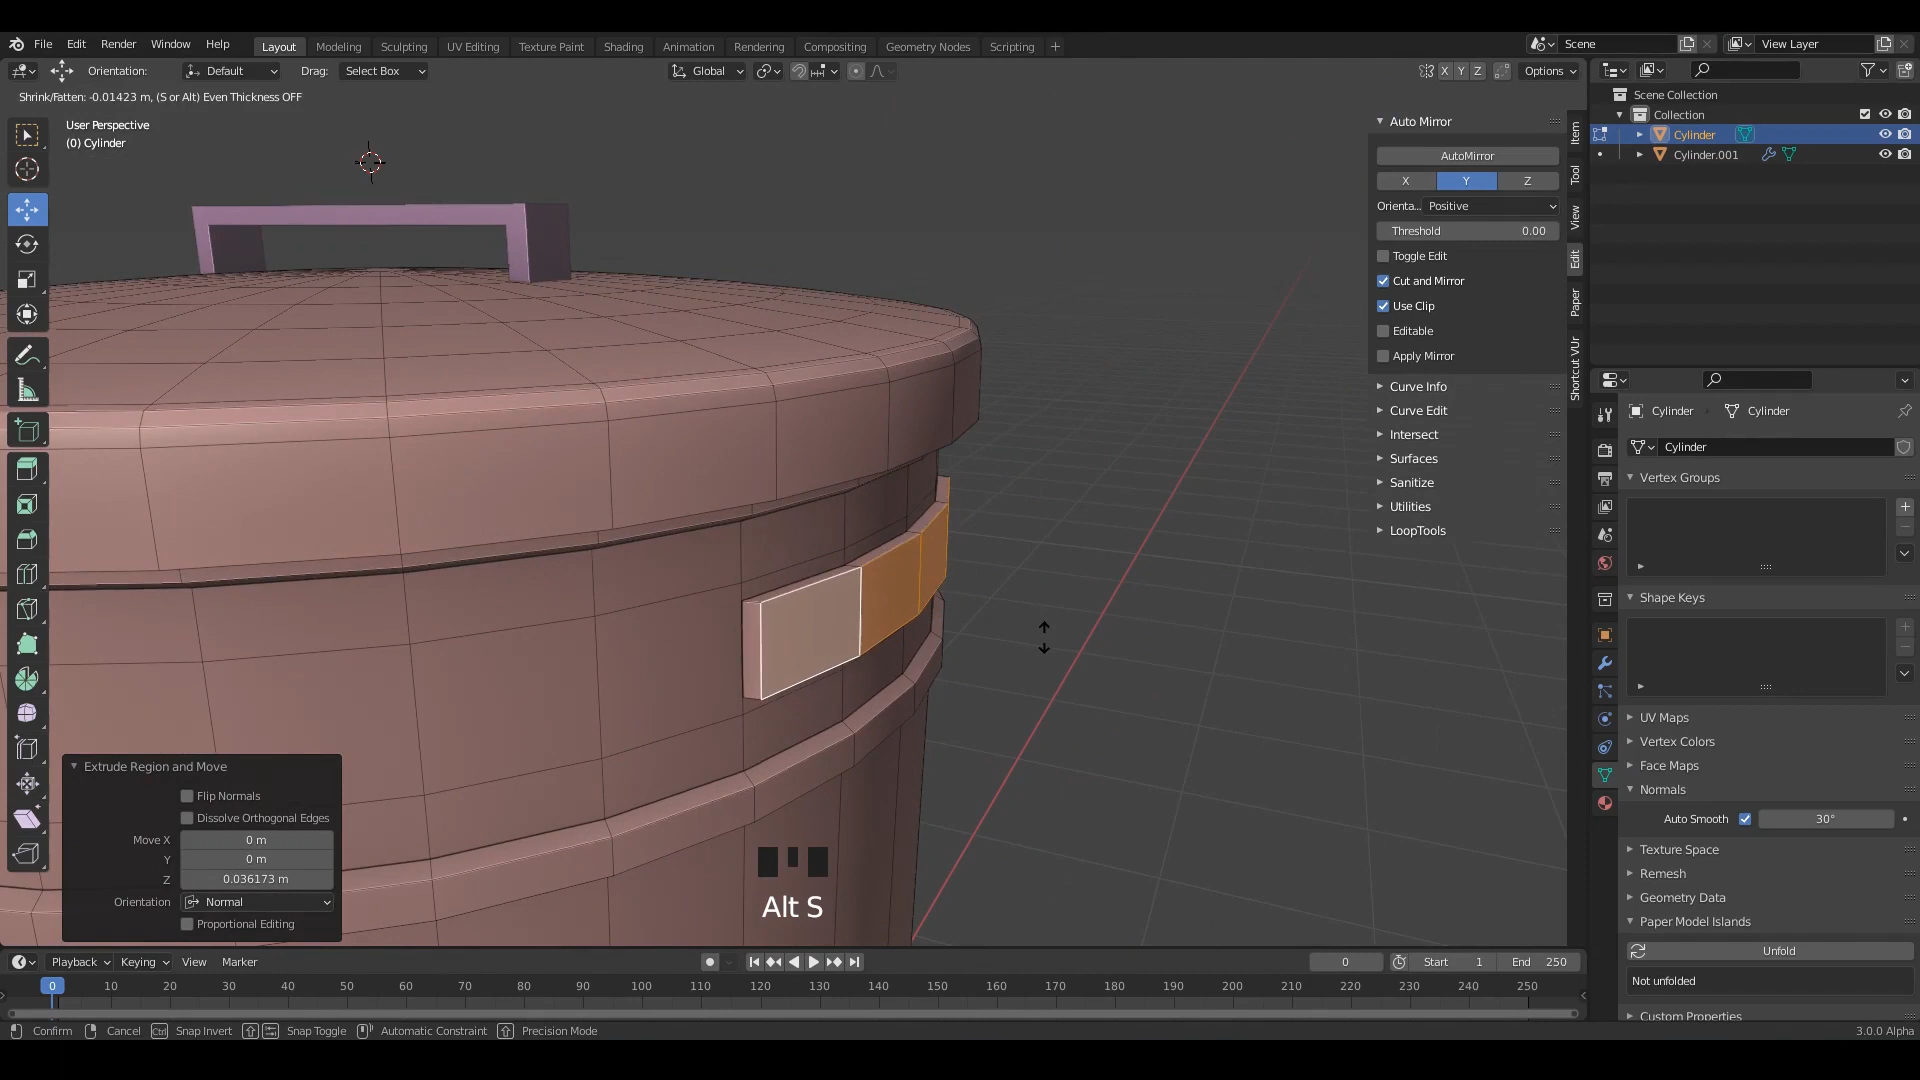 File Edit Render Window Help Layout Modeling Sculpting UV Editing Texture Paint Shading Animation Rendering Compositing Geometry Nodes Scripting + Scene View Layer
Orientation: Default Drag: Select Box Global X Y Z Options
Shrink/Fatten: -0.01423 m, (S or Alt) Even Thickness OFF
User Perspective
(0) Cylinder
Auto Mirror
AutoMirror
X Y Z
Orienta... Positive
Threshold 0.00
Toggle Edit
Cut and Mirror
Use Clip
Editable
Apply Mirror
Curve Info
Curve Edit
Intersect
Surfaces
Sanitize
Utilities
LoopTools
Item
Tool
View
Edit
Paper
Shortcut VUr
Scene Collection
Collection
Cylinder
Cylinder.001
Cylinder Cylinder
Cylinder
Vertex Groups
Shape Keys
UV Maps
Vertex Colors
Face Maps
Normals
Auto Smooth 30°
Texture Space
Remesh
Geometry Data
Paper Model Islands
Unfold
Not unfolded
Custom Properties
Extrude Region and Move
Flip Normals
Dissolve Orthogonal Edges
Move X 0 m
Y 0 m
Z 0.036173 m
Orientation Normal
Proportional Editing
Alt S
Playback Keying View Marker 0 Start 1 End 250
0 10 20 30 40 50 60 70 80 90 100 110 120 130 140 150 160 170 180 190 200 210 220 230 240 250
Confirm Cancel Ctrl Snap Invert Snap Toggle Automatic Constraint Precision Mode 3.0.0 Alpha